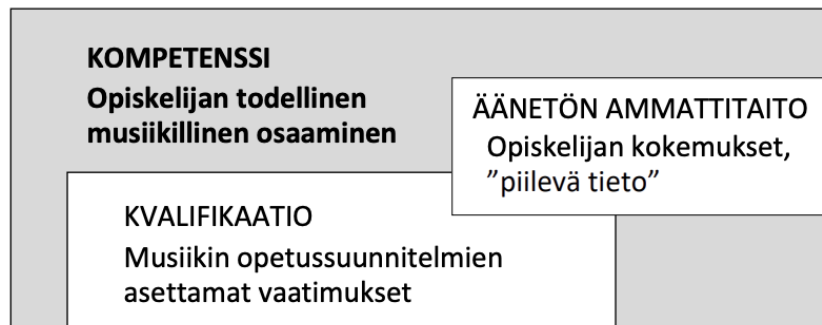 KOMPETENSSI
Opiskelijan todellinen
musiikillinen osaaminen
ÄÄNETÖN AMMATTITAITO
Opiskelijan kokemukset,
”piilevä tieto”
KVALIFIKAATIO
Musiikin opetussuunnitelmien
asettamat vaatimukset